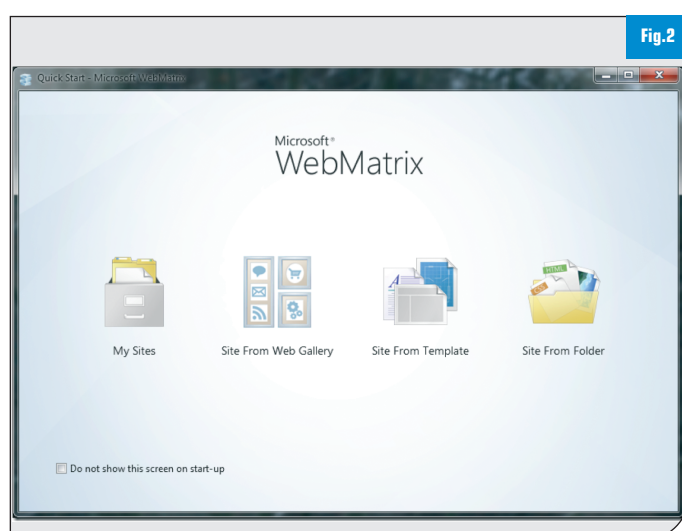 Fig.2
Quick Start - Microsoft WebMatrix
Microsoft®
WebMatrix
HTML
My Sites
Site From Web Gallery
Site From Template
Site From Folder
Do not show this screen on start-up